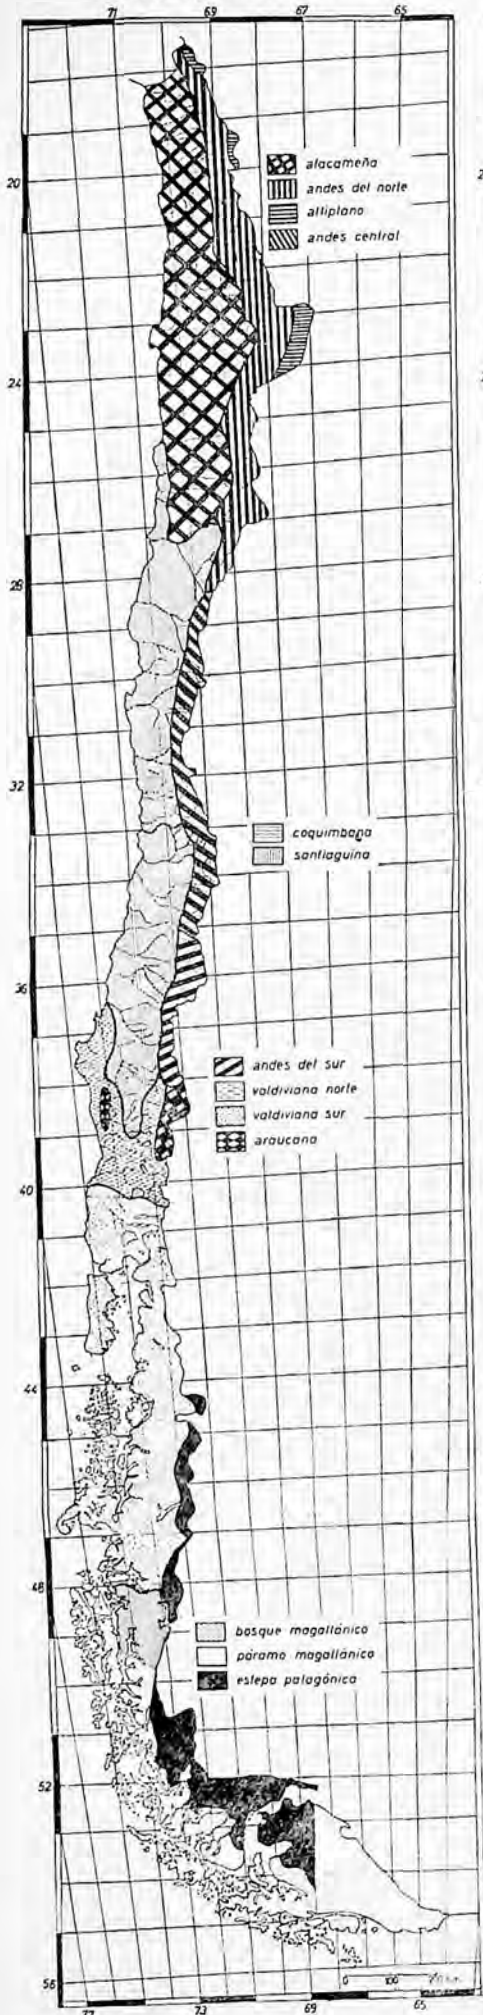 71 69 67 65
20
atacameña
andes del norte
altiplano
andes central
24
28
32
coquimbana
santiaguina
36
andes del sur
valdiviana norte
valdiviana sur
araucana
40
44
48
bosque magallánico
páramo magallánico
estepa patagónica
52
0 100
56
77 73 69 65